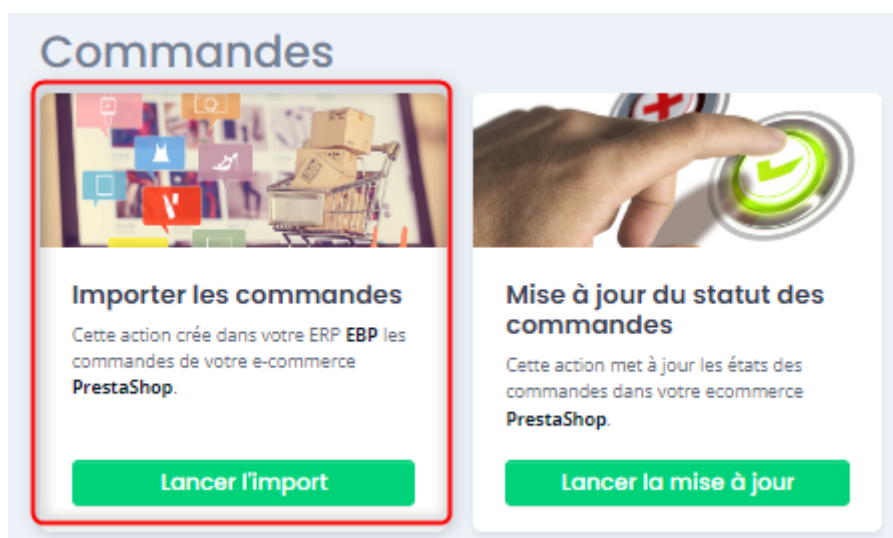 Commandes
Importer les commandes
Cette action crée dans votre ERP EBP les
commandes de votre e-commerce
PrestaShop.
Lancer l'import
Mise à jour du statut des
commandes
Cette action met à jour les états des
commandes dans votre ecommerce
PrestaShop.
Lancer la mise à jour